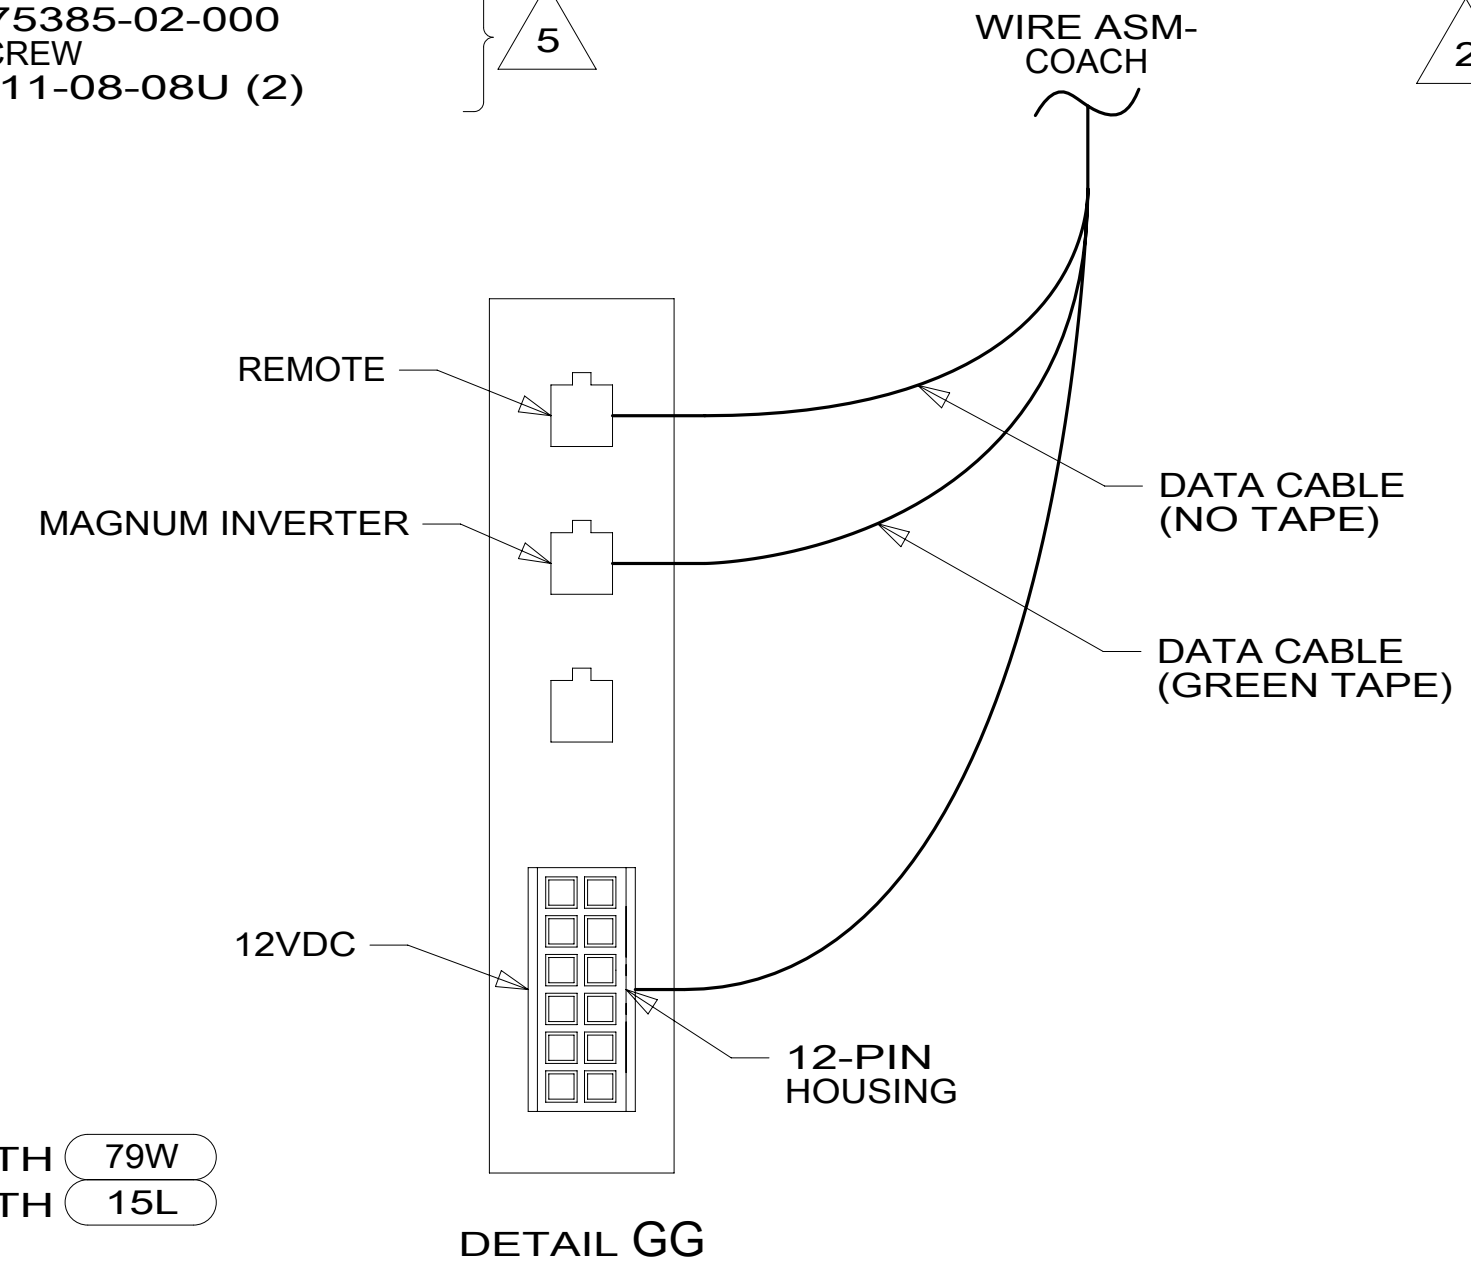 75385-02-000
CREW
11-08-08U (2)
5
WIRE ASM-
COACH
2
REMOTE
MAGNUM INVERTER
DATA CABLE
(NO TAPE)
DATA CABLE
(GREEN TAPE)
12VDC
12-PIN
HOUSING
TH 79W
TH 15L
DETAIL GG